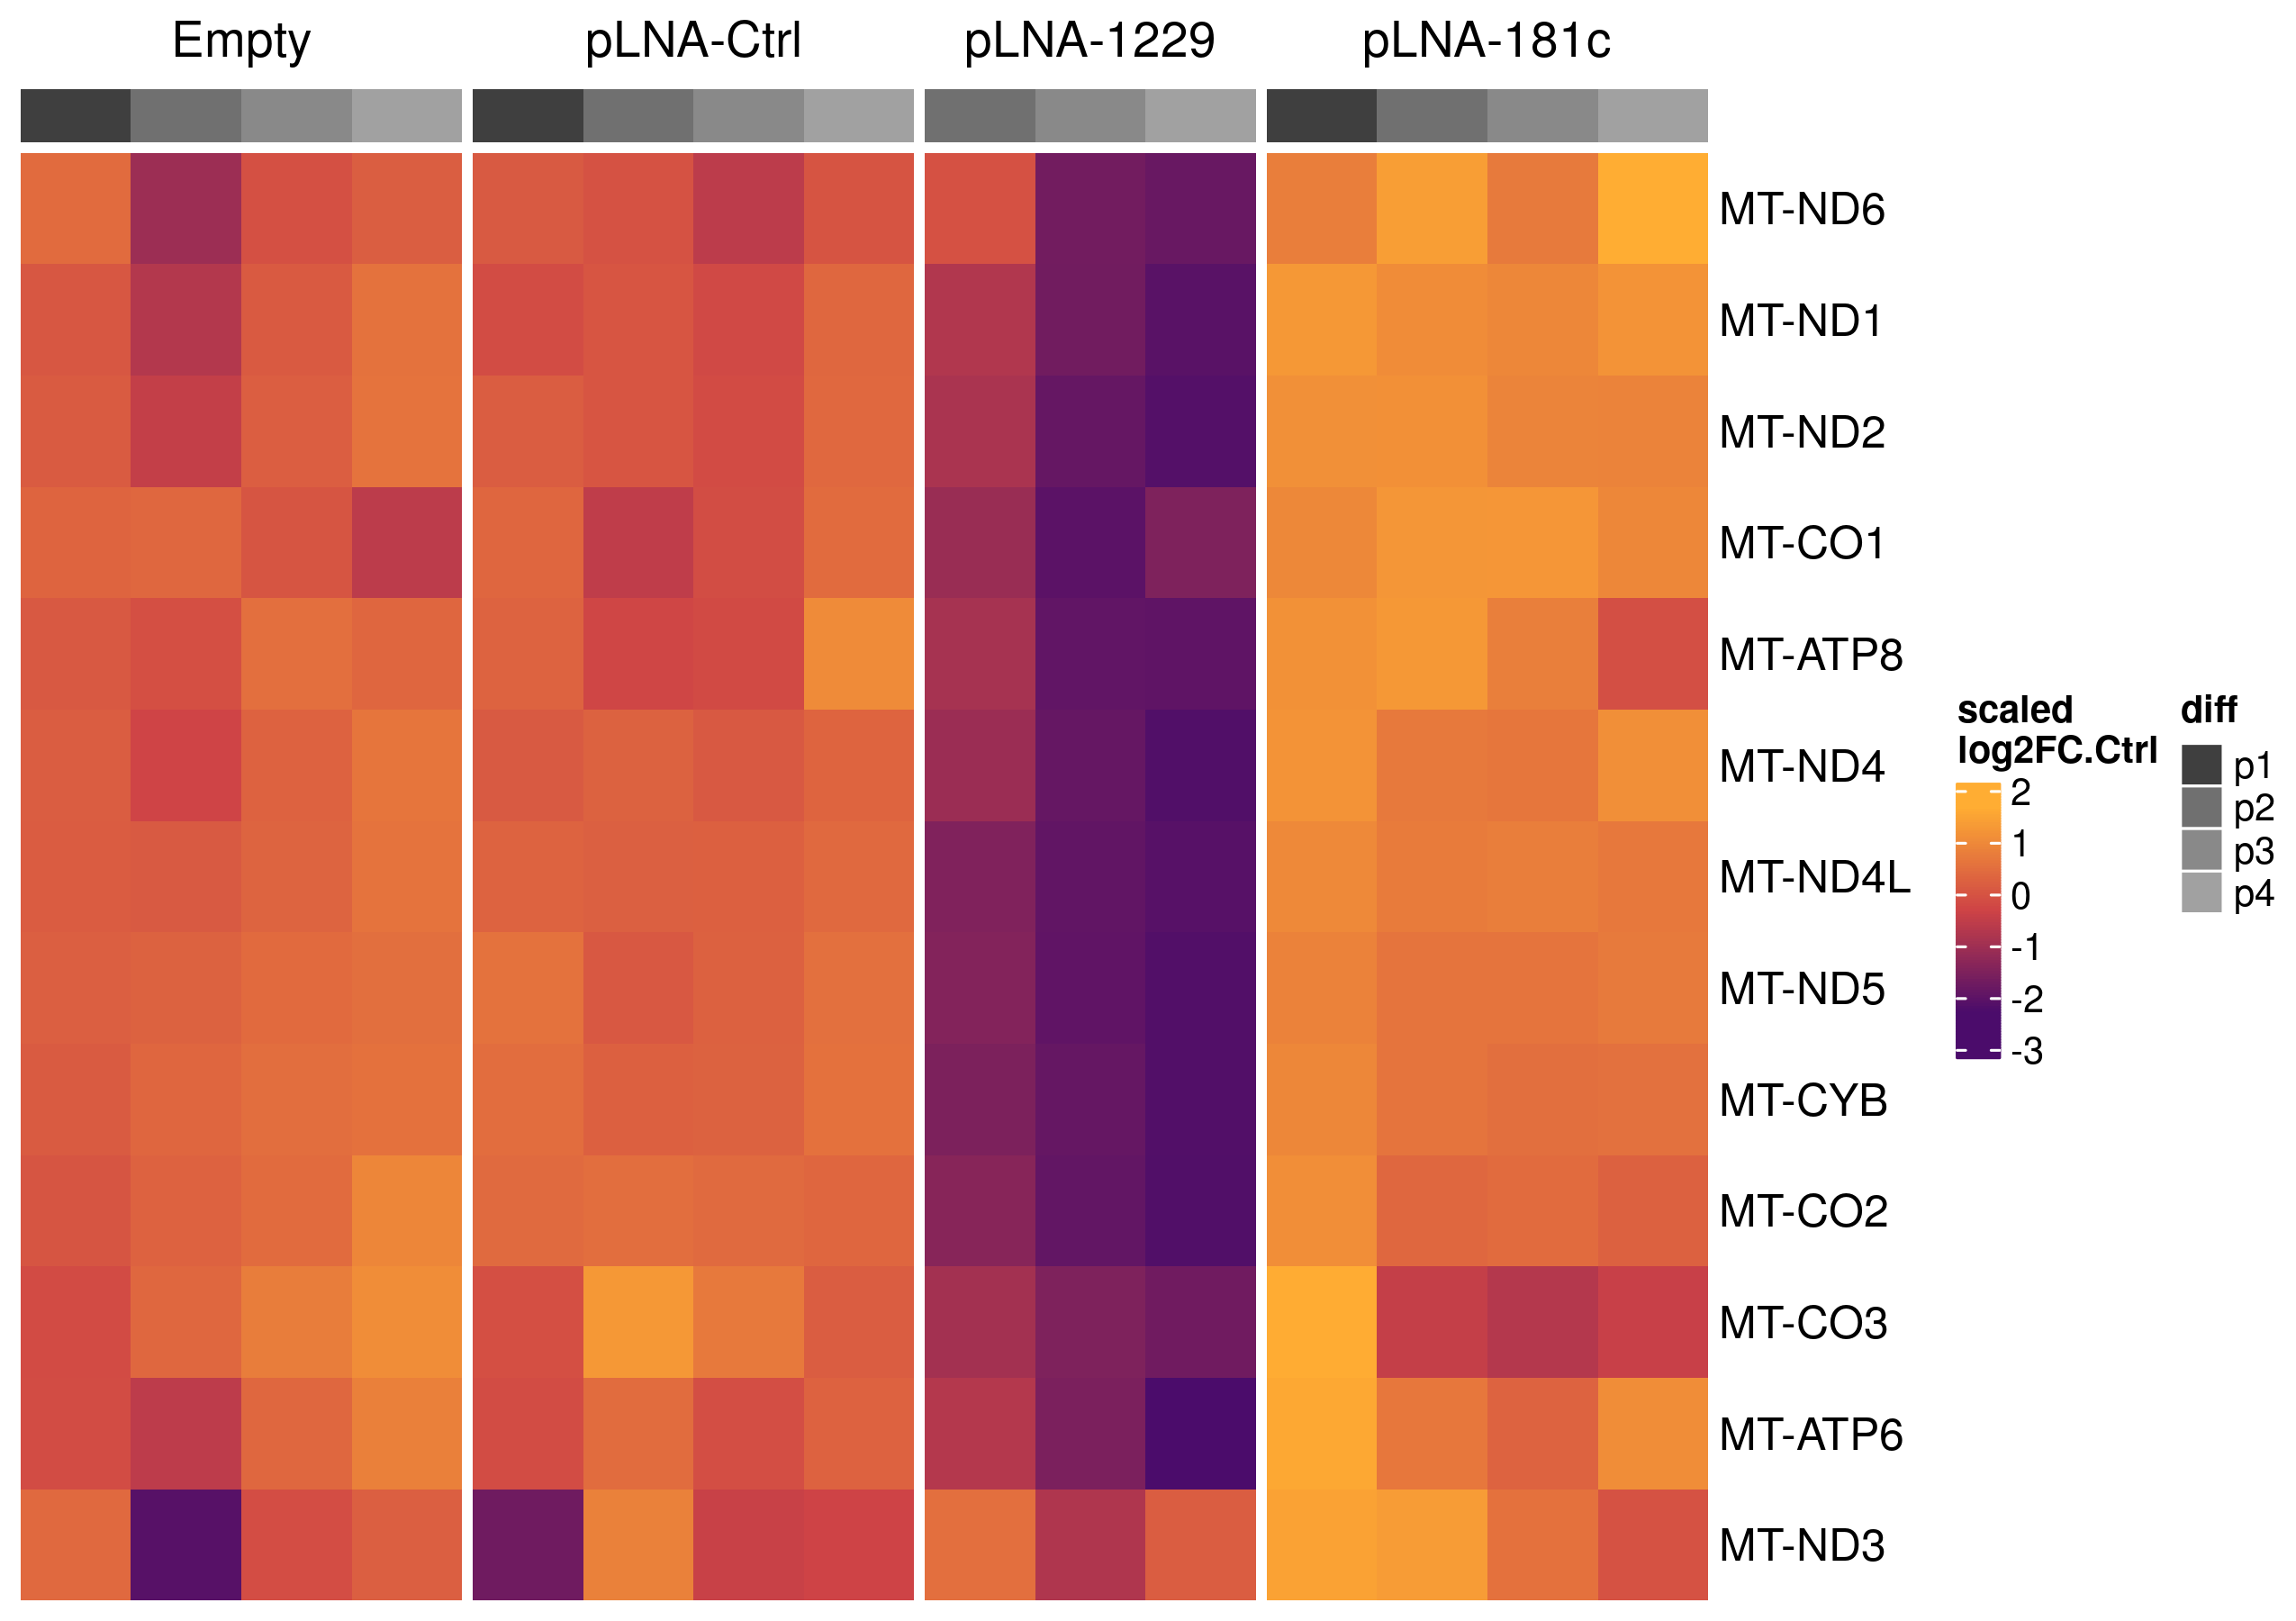 Empty pLNA-Ctrl pLNA-1229 pLNA-181c
MT-ND6
MT-ND1
MT-ND2
MT-CO1
MT-ATP8
MT-ND4
MT-ND4L
MT-ND5
MT-CYB
MT-CO2
MT-CO3
MT-ATP6
MT-ND3
scaled
log2FC.Ctrl
2
1
0
-1
-2
-3
diff
p1
p2
p3
p4